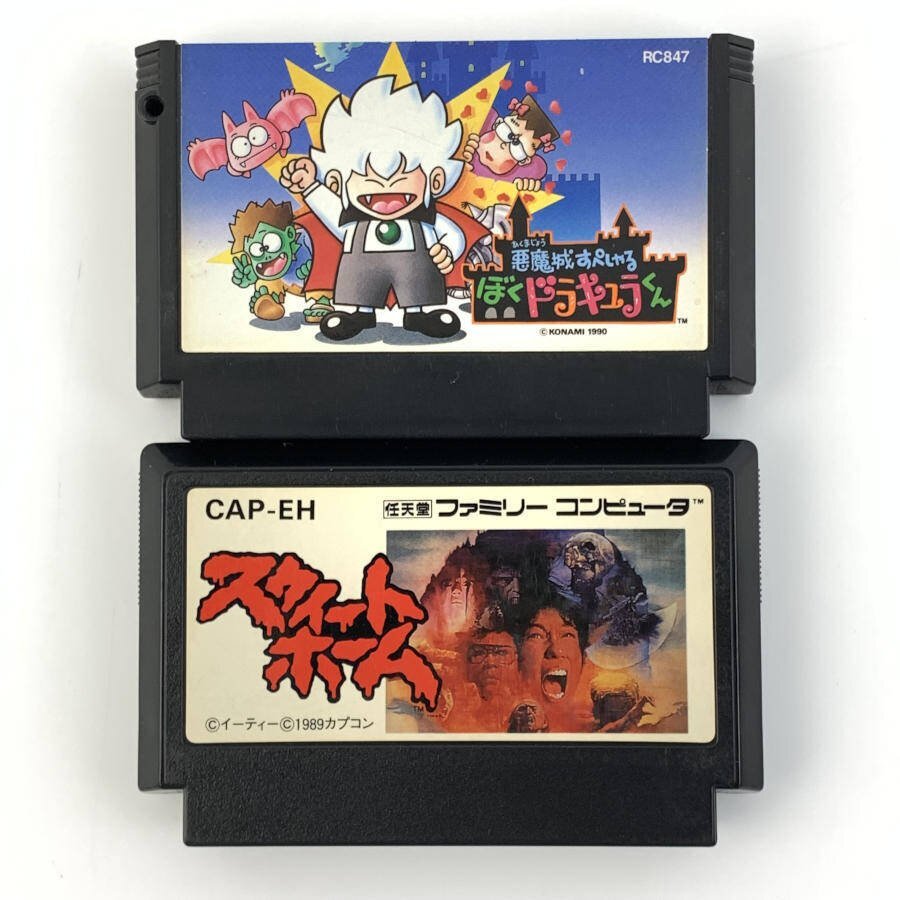 RC847
あくまじょう
悪魔城すぺしゃる
ぼくドラキュラくん
TM
© KONAMI 1990
CAP-EH
任天堂 ファミリー コンピュータ™
スウィート
ホーム
TM
©イーティー©1989カプコン